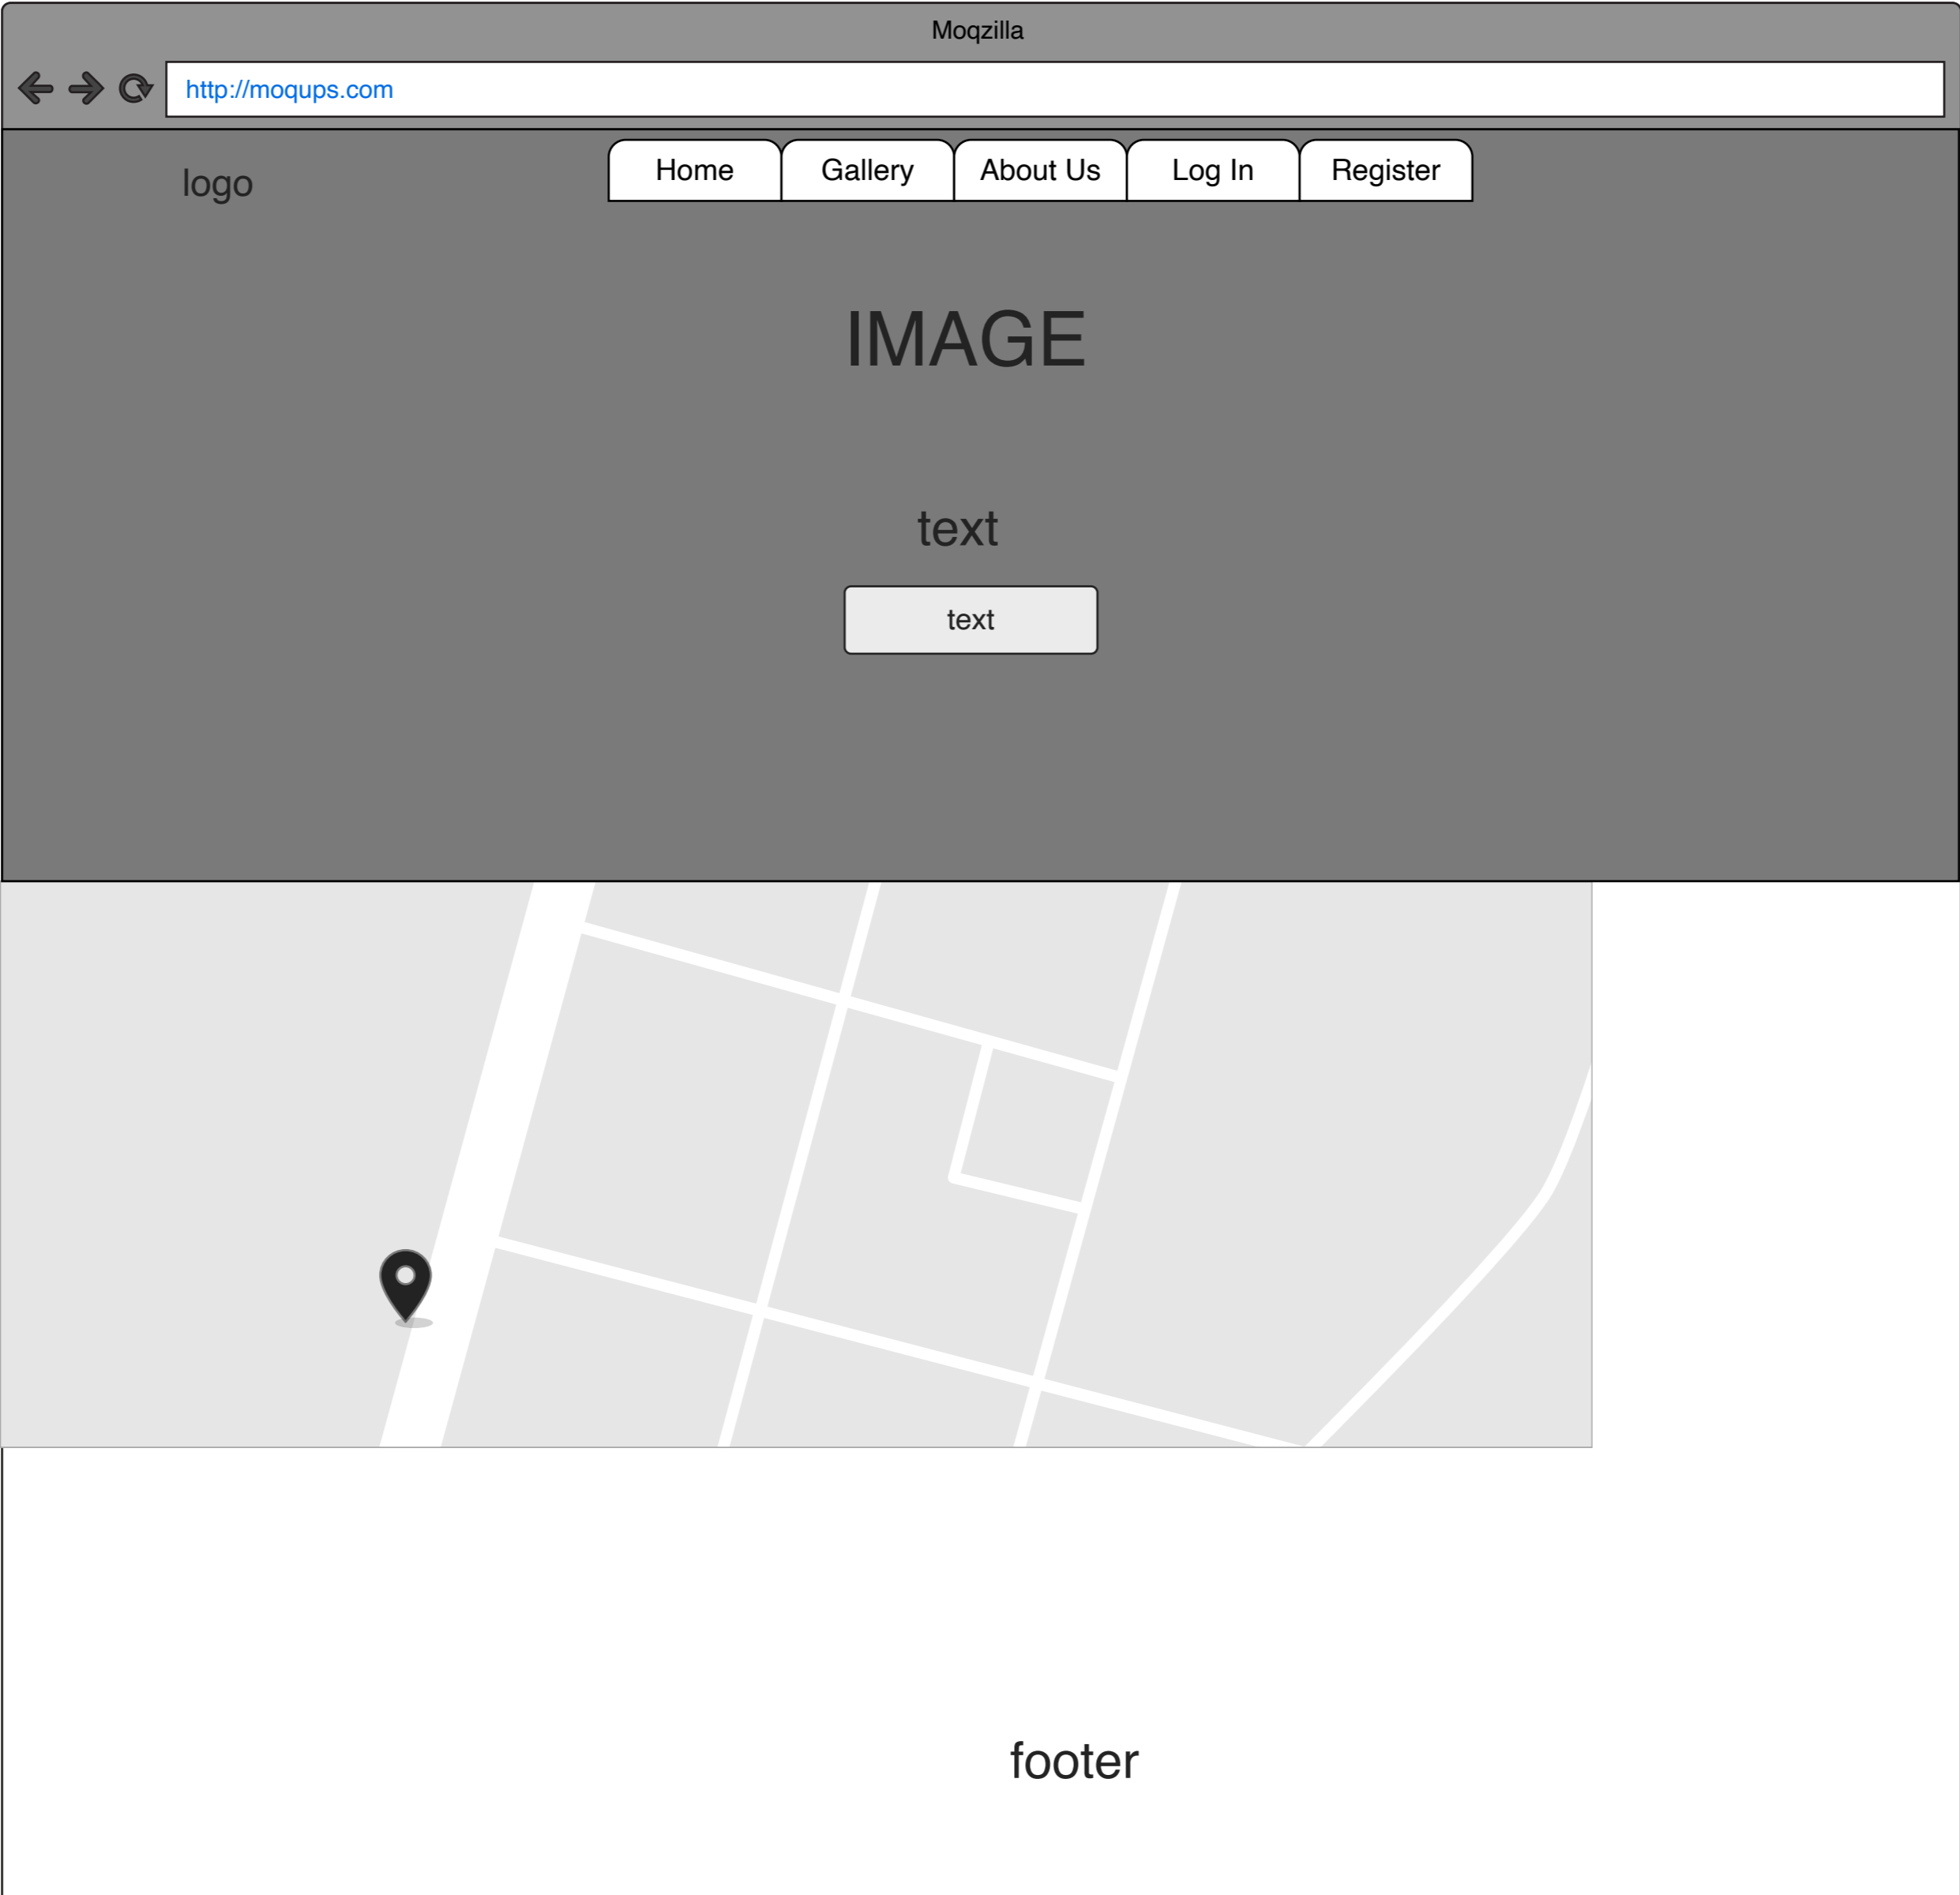 Moqzilla
http://moqups.com
logo
Home Gallery About Us Log In Register
IMAGE
text
text
footer